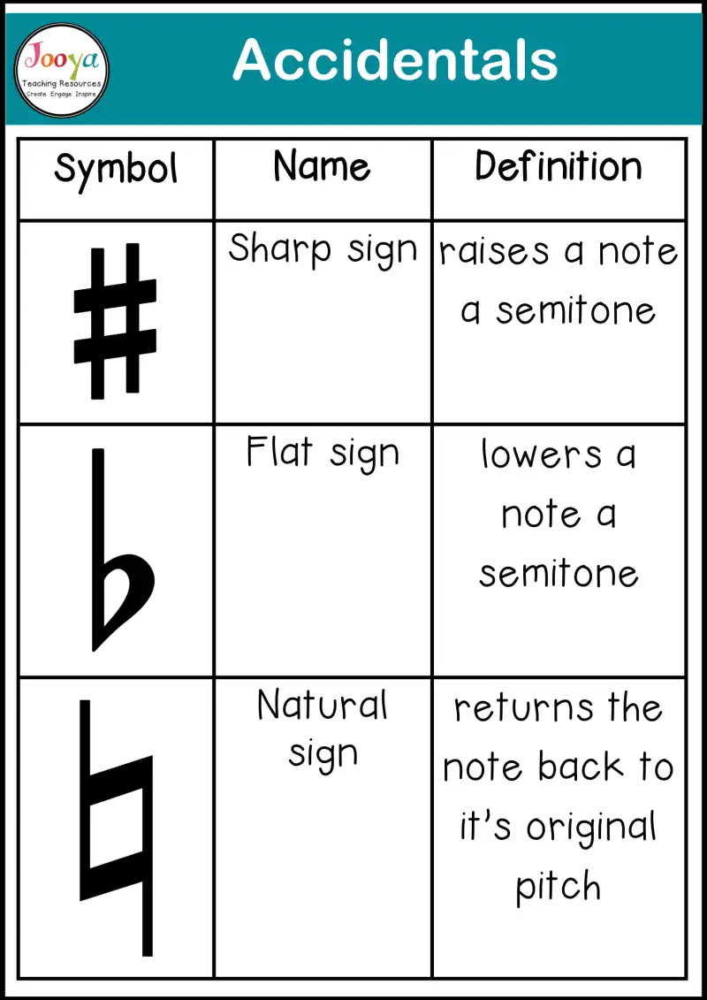 Jooya
Teaching Resources
Create Engage Inspire
Accidentals
Symbol Name Definition
Sharp sign
raises a note
a semitone
Flat sign
lowers a
note a
semitone
Natural
sign
returns the
note back to
it's original
pitch